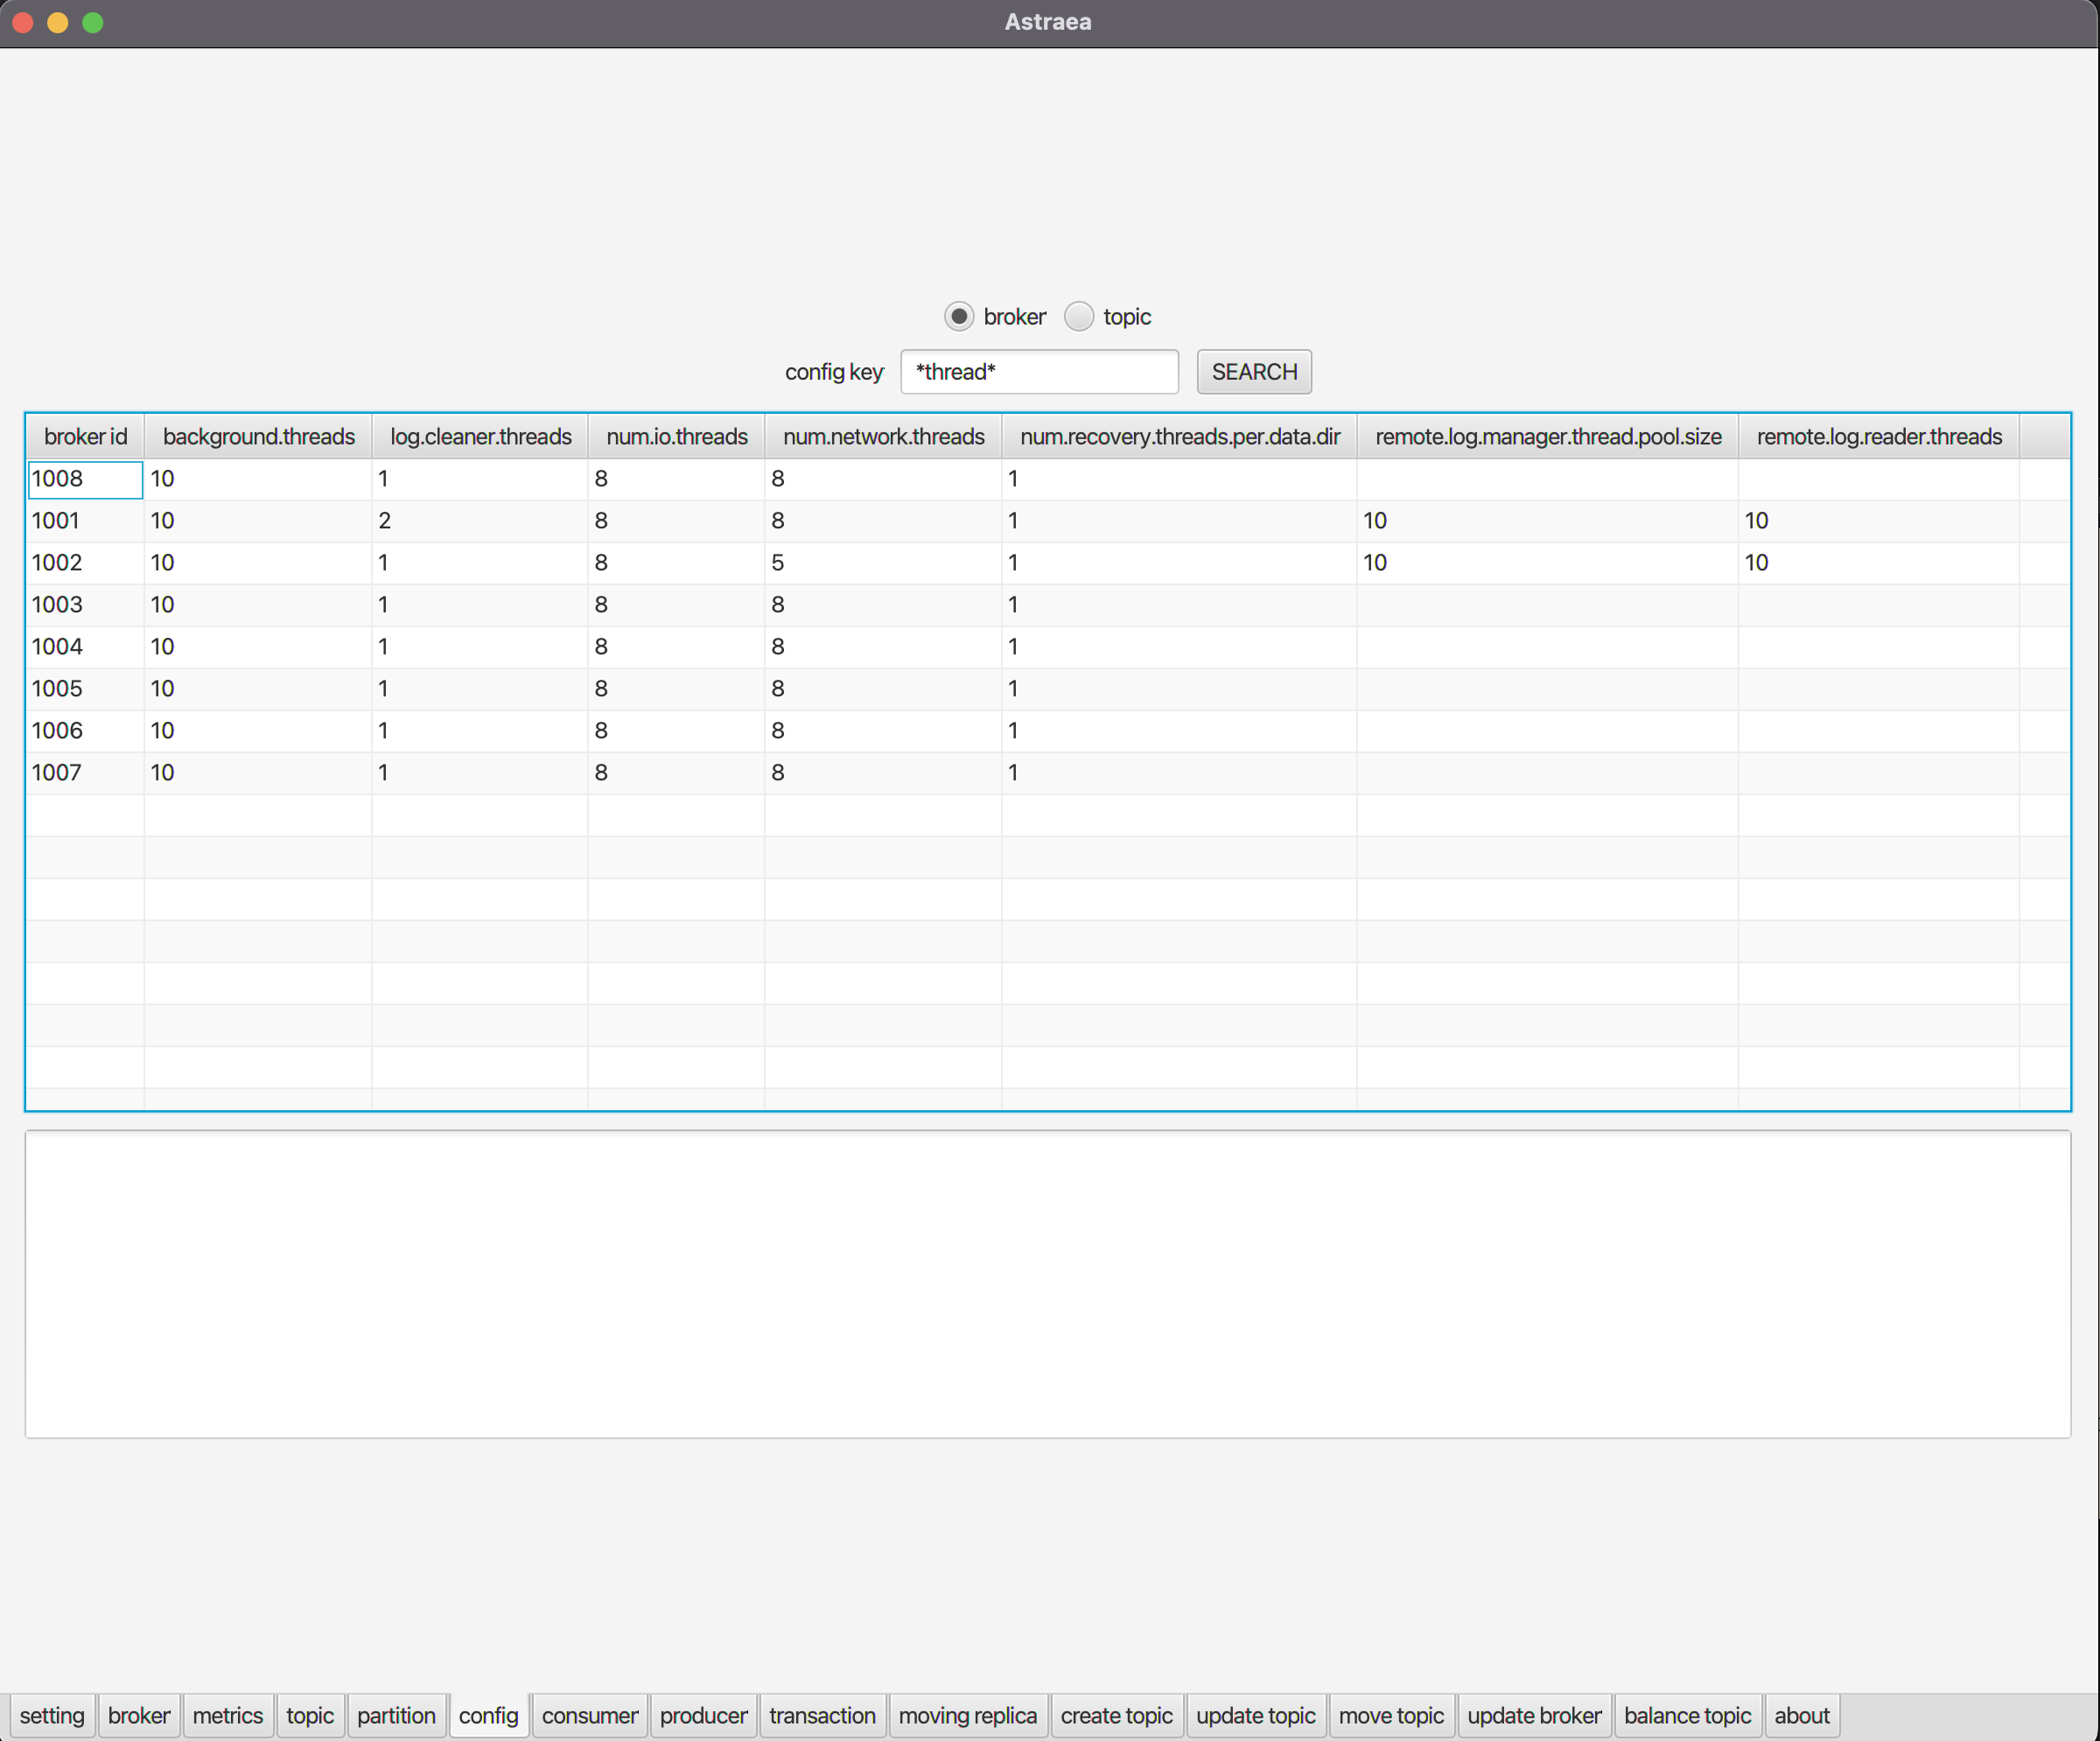 Astraea
broker topic
config key *thread* SEARCH
broker id background.threads log.cleaner.threads num.io.threads num.network.threads num.recovery.threads.per.data.dir remote.log.manager.thread.pool.size remote.log.reader.threads
1008 10 1 8 8 1
1001 10 2 8 8 1 10 10
1002 10 1 8 5 1 10 10
1003 10 1 8 8 1
1004 10 1 8 8 1
1005 10 1 8 8 1
1006 10 1 8 8 1
1007 10 1 8 8 1
setting broker metrics topic partition config consumer producer transaction moving replica create topic update topic move topic update broker balance topic about